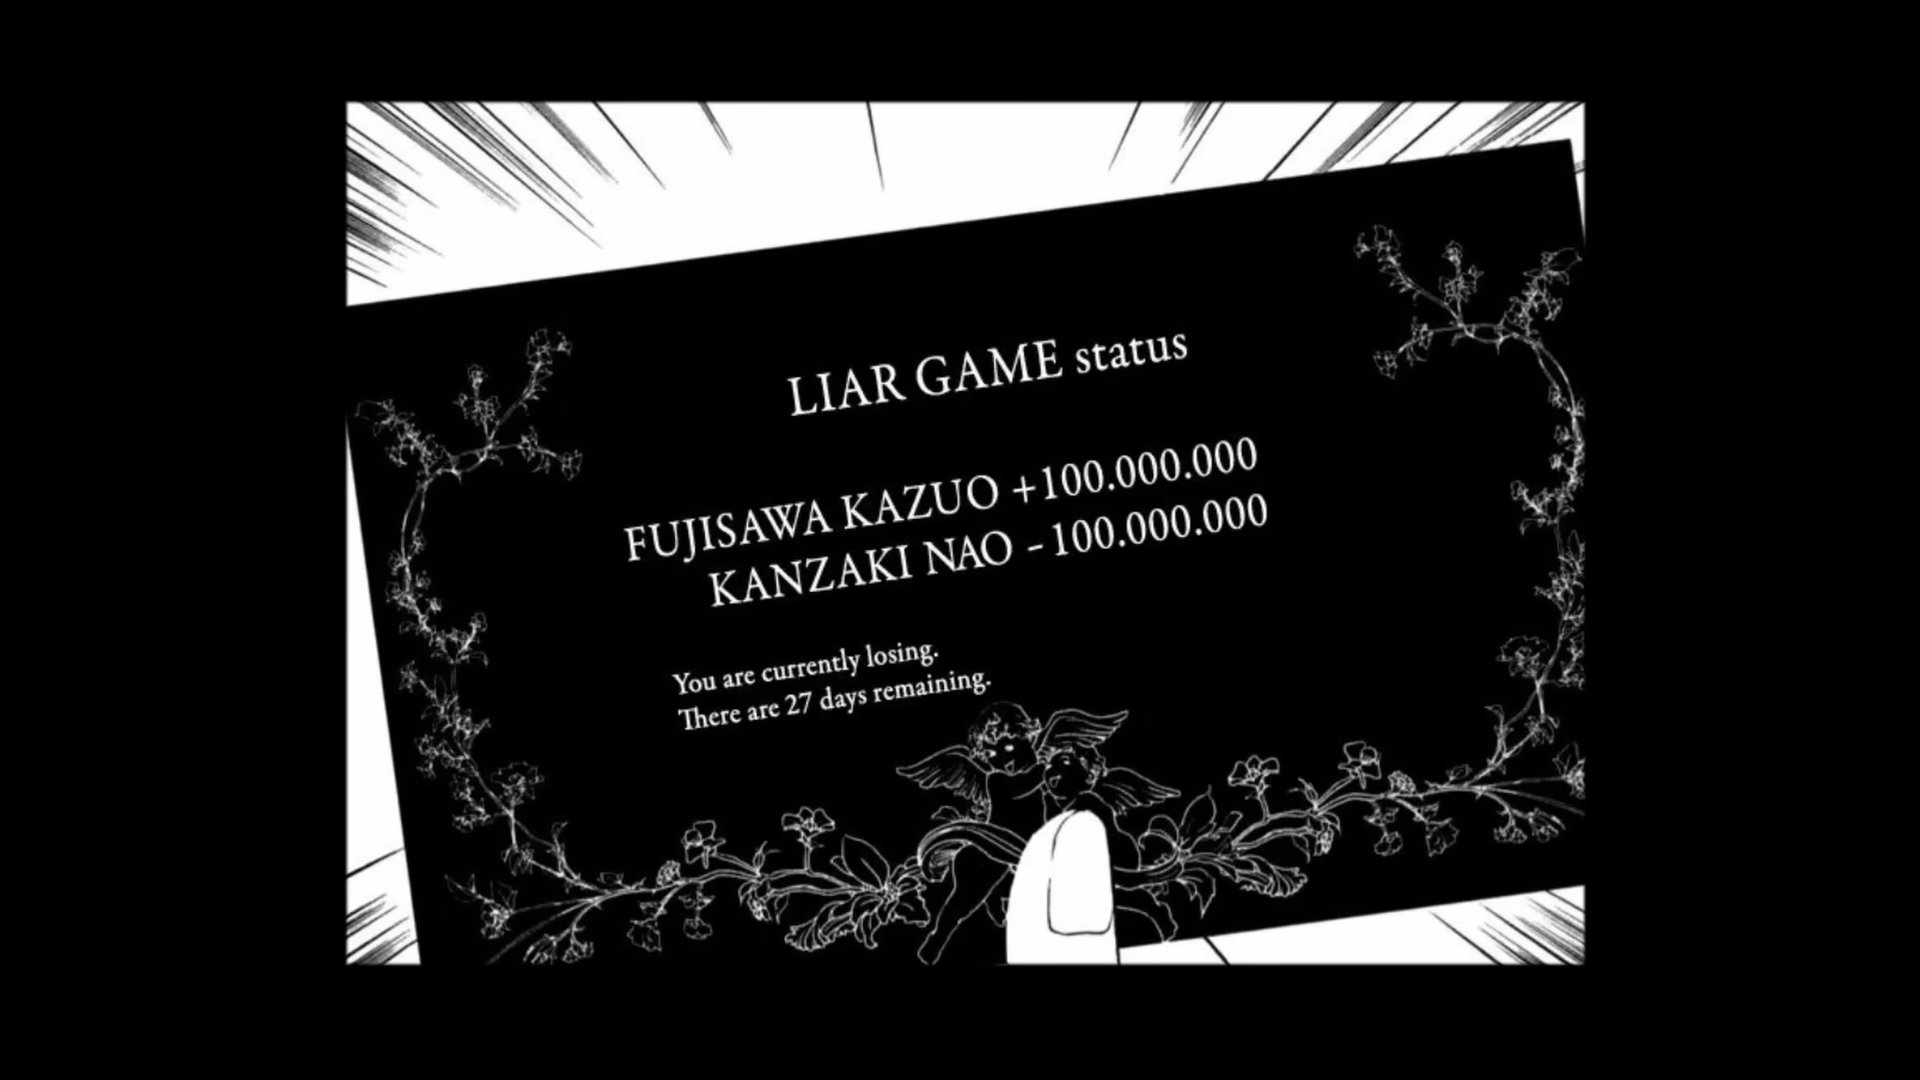 LIAR GAME status
FUJISAWA KAZUO +100.000.000
KANZAKI NAO -100.000.000
You are currently losing.
There are 27 days remaining.